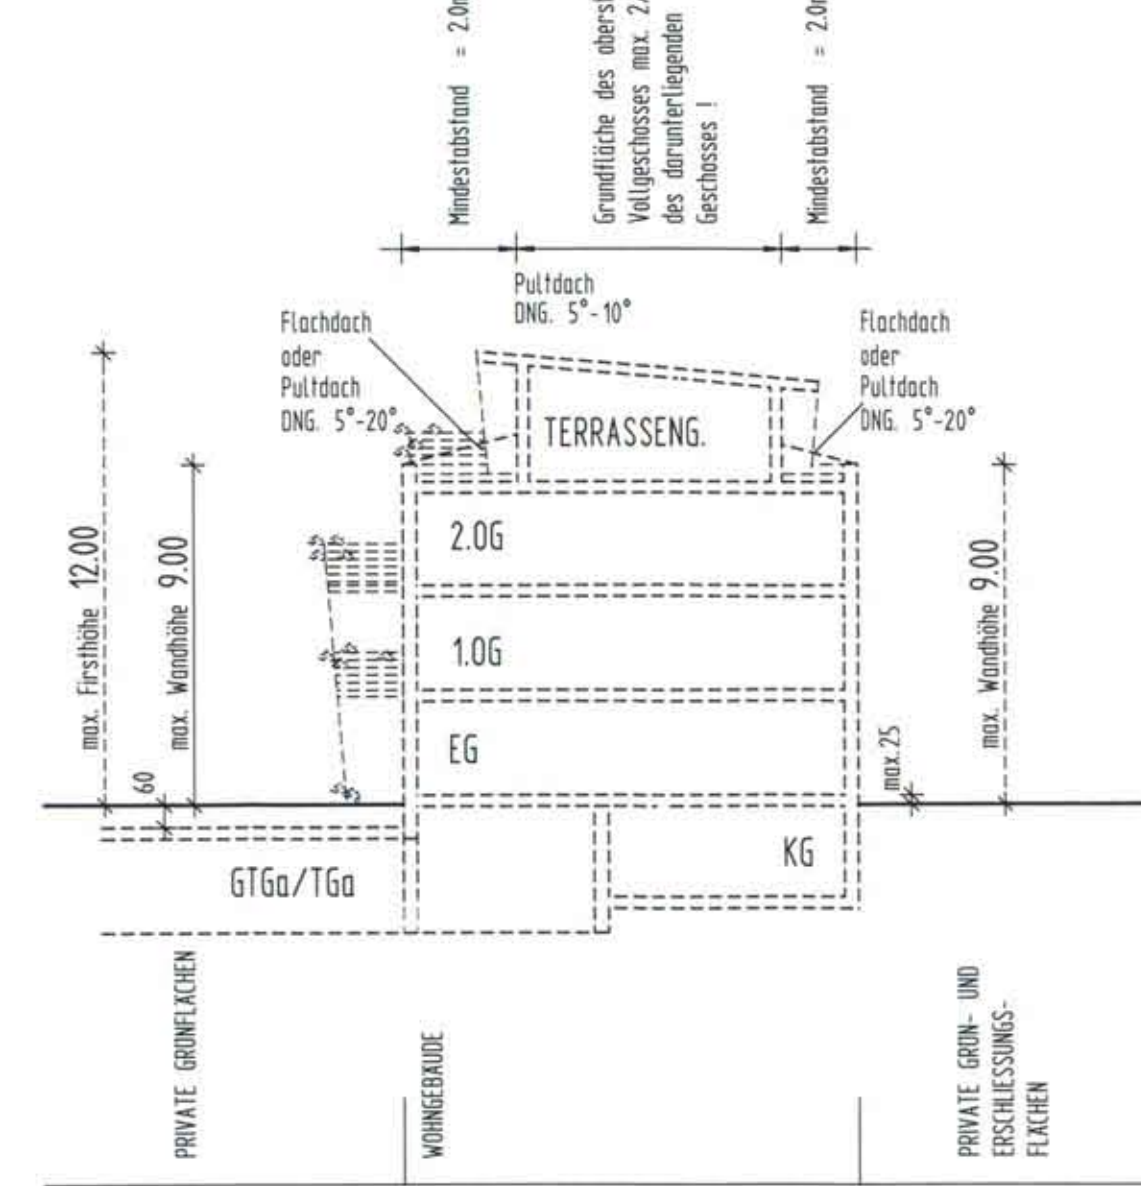 Mindestabstand = 2.0
Grundfläche des
Vollgeschosses max.
des darunterliegenden
Geschosses !
Mindestabstand = 2.0
Pultdach
DNG. 5°-10°
Flachdach
oder
Pultdach
DNG. 5°-20°
Flachdach
oder
Pultdach
DNG. 5°-20°
TERRASSENG.
2.OG
1.OG
EG
KG
GTGa/TGa
max. Firsthöhe 12.00
max. Wandhöhe 9.00
60
max.25
max. Wandhöhe 9.00
PRIVATE GRÜNFLÄCHEN
WOHNGEBÄUDE
PRIVATE GRÜN- UND
ERSCHLIESSUNGS-
FLÄCHEN